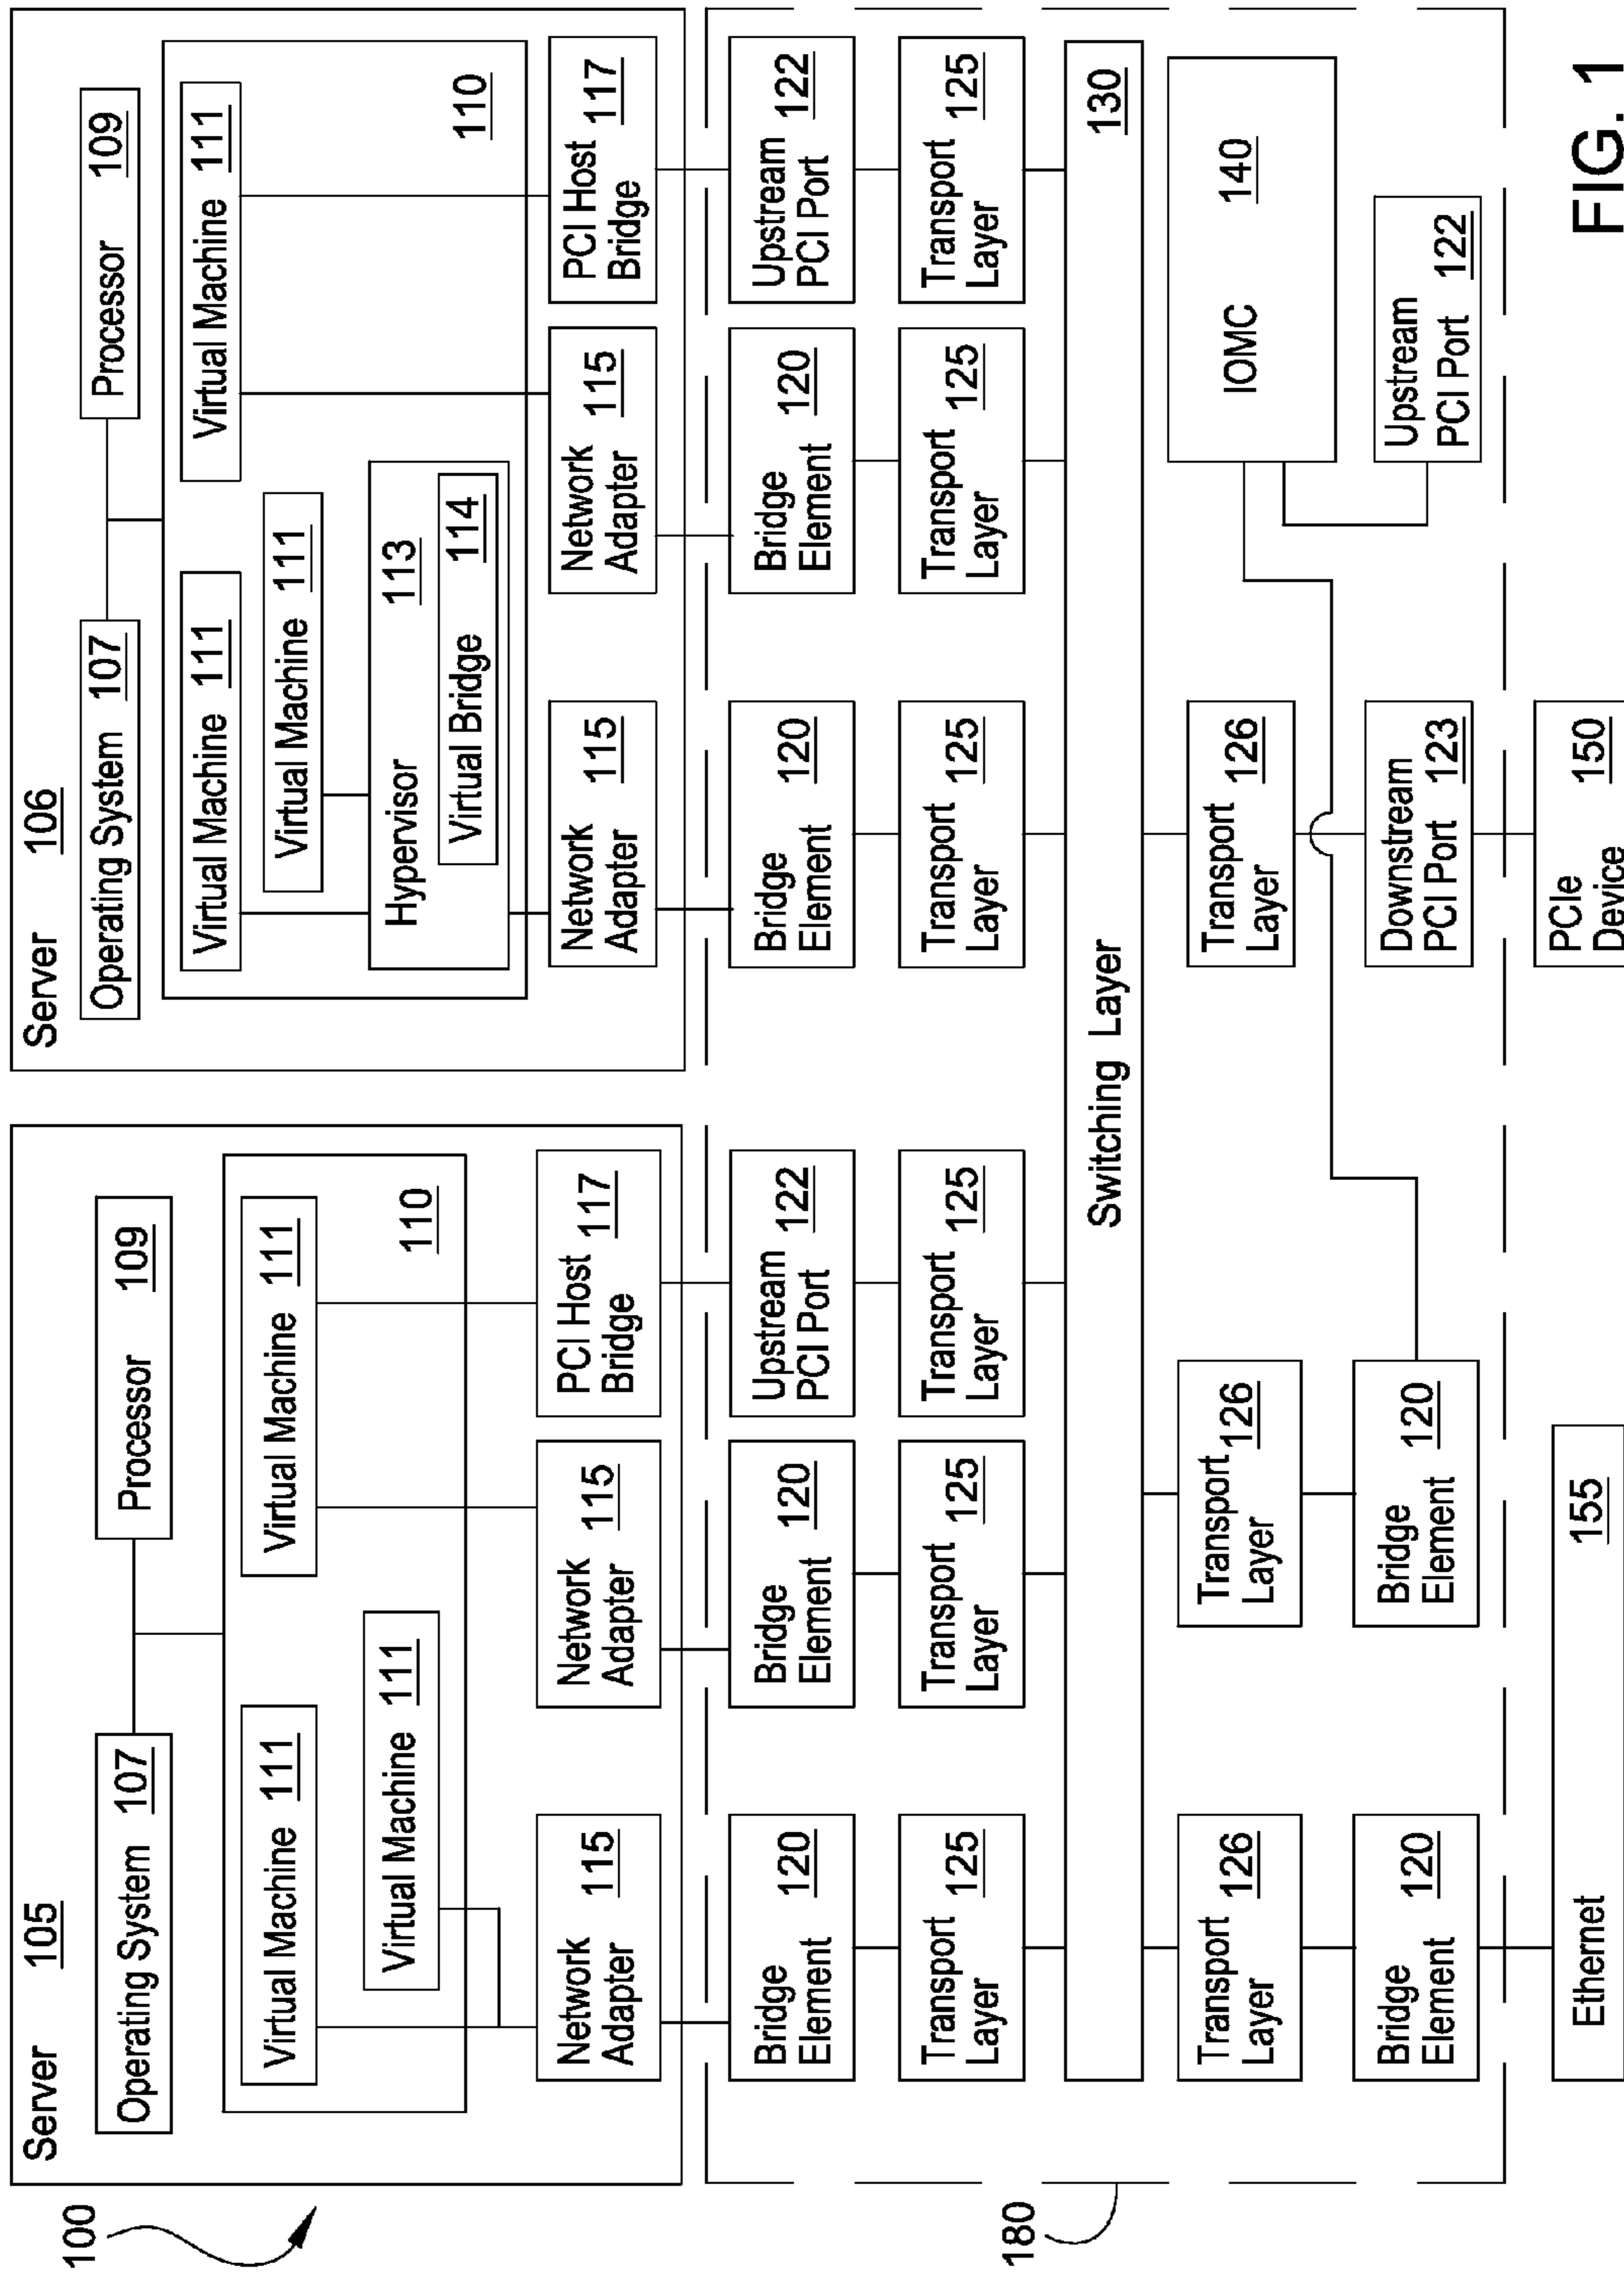 100
Server 105
Operating System 107
Processor 109
Virtual Machine 111
Virtual Machine 111
Virtual Machine 111
110
Network
Adapter 115
Network
Adapter 115
PCI Host
Bridge 117
Server 106
Operating System 107
Processor 109
Virtual Machine 111
Virtual Machine 111
Virtual Machine 111
Hypervisor 113
Virtual Bridge 114
110
Network
Adapter 115
Network
Adapter 115
PCI Host
Bridge 117
180
Bridge
Element 120
Bridge
Element 120
Upstream
PCI Port 122
Bridge
Element 120
Bridge
Element 120
Upstream
PCI Port 122
Transport
Layer 125
Transport
Layer 125
Transport
Layer 125
Transport
Layer 125
Transport
Layer 125
Transport
Layer 125
Switching Layer 130
Transport
Layer 126
Transport
Layer 126
Transport
Layer 126
IOMC 140
Bridge
Element 120
Bridge
Element 120
Downstream
PCI Port 123
Upstream
PCI Port 122
Ethernet 155
PCIe
Device 150
FIG. 1